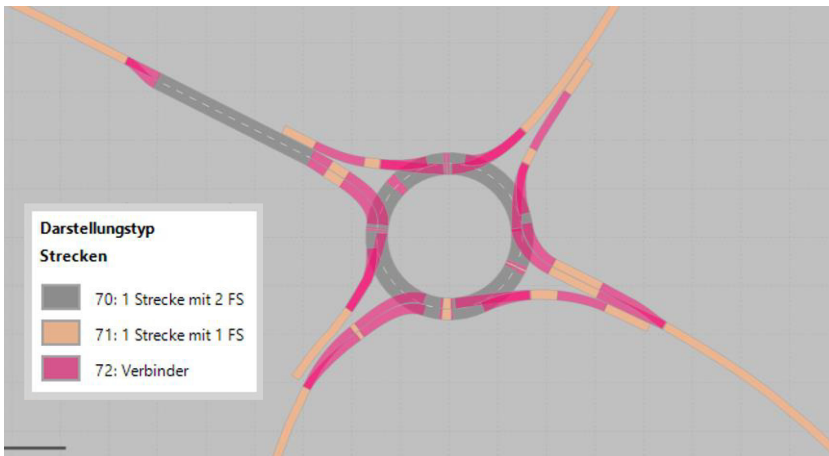 Darstellungstyp
Strecken
70: 1 Strecke mit 2 FS
71: 1 Strecke mit 1 FS
72: Verbinder